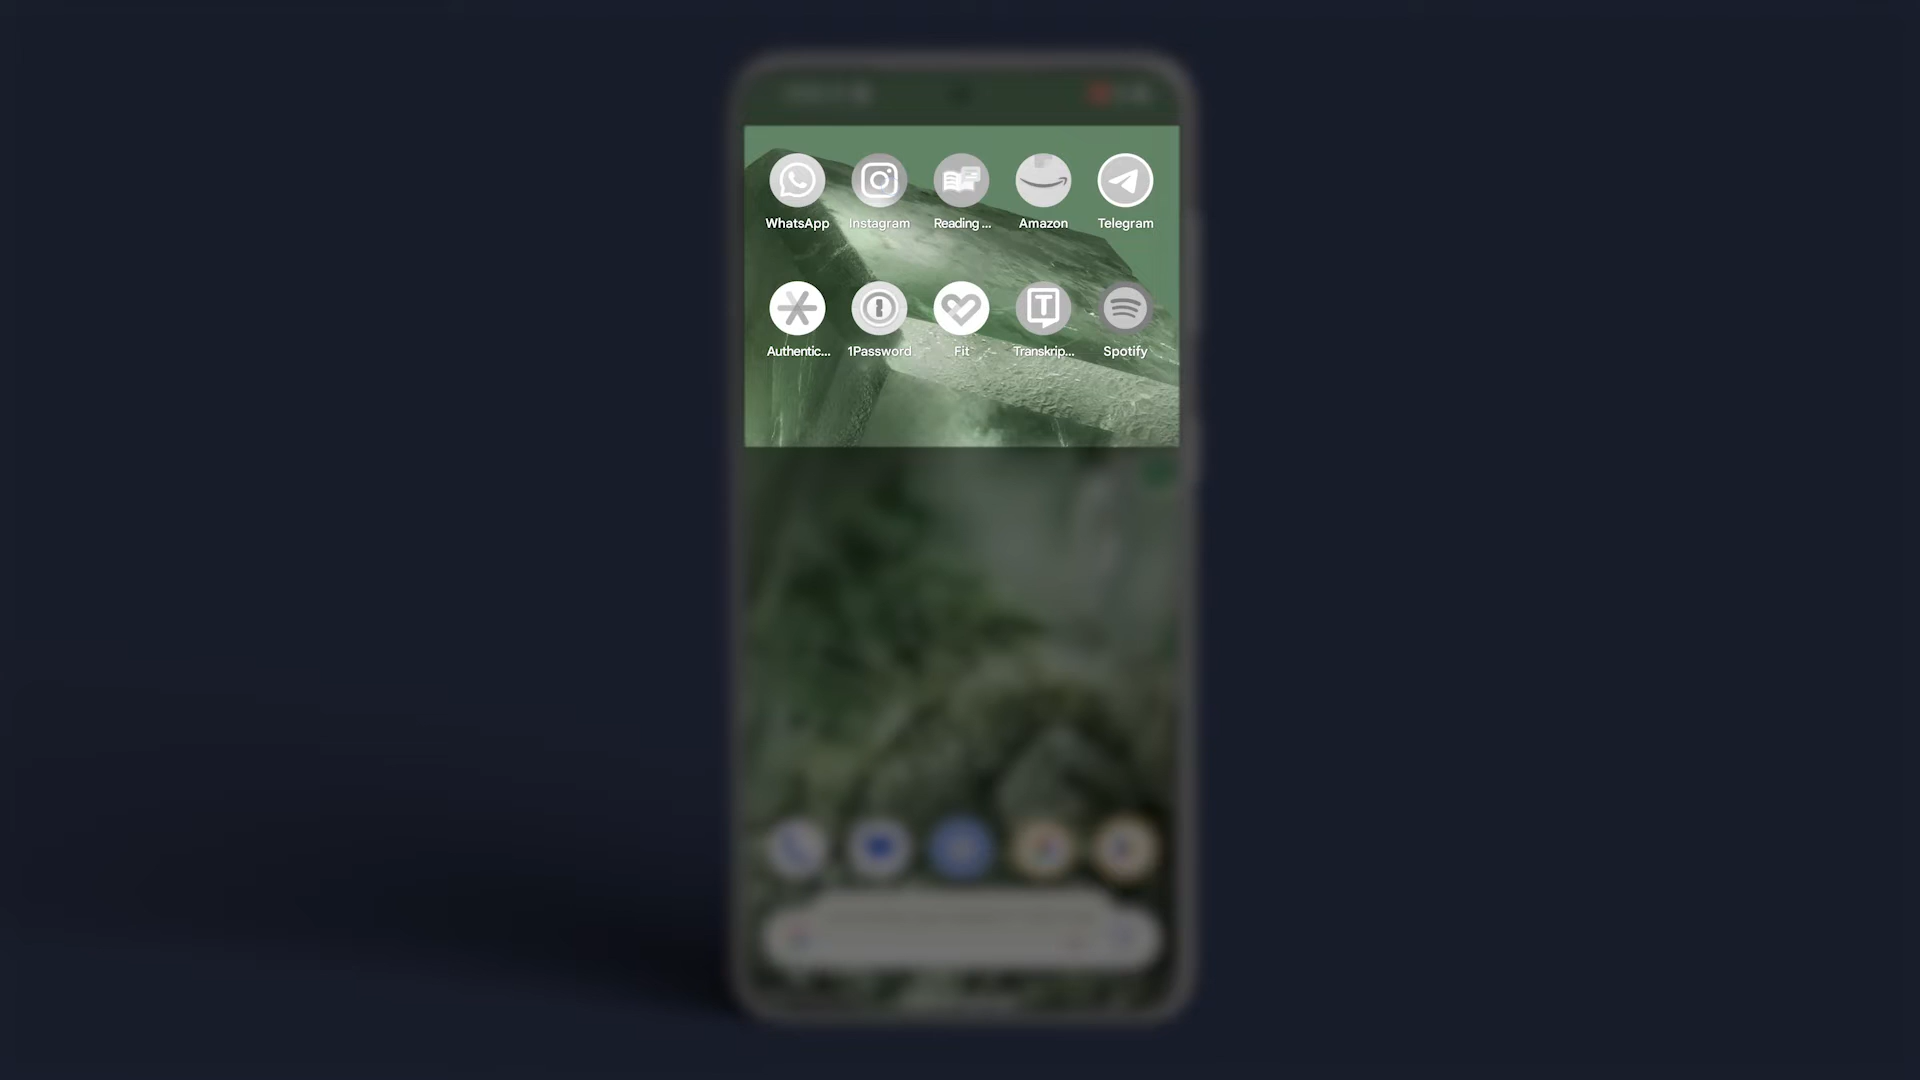 WhatsApp Instagram Reading ... Amazon Telegram
Authentic... 1Password Fit Transkrip... Spotify